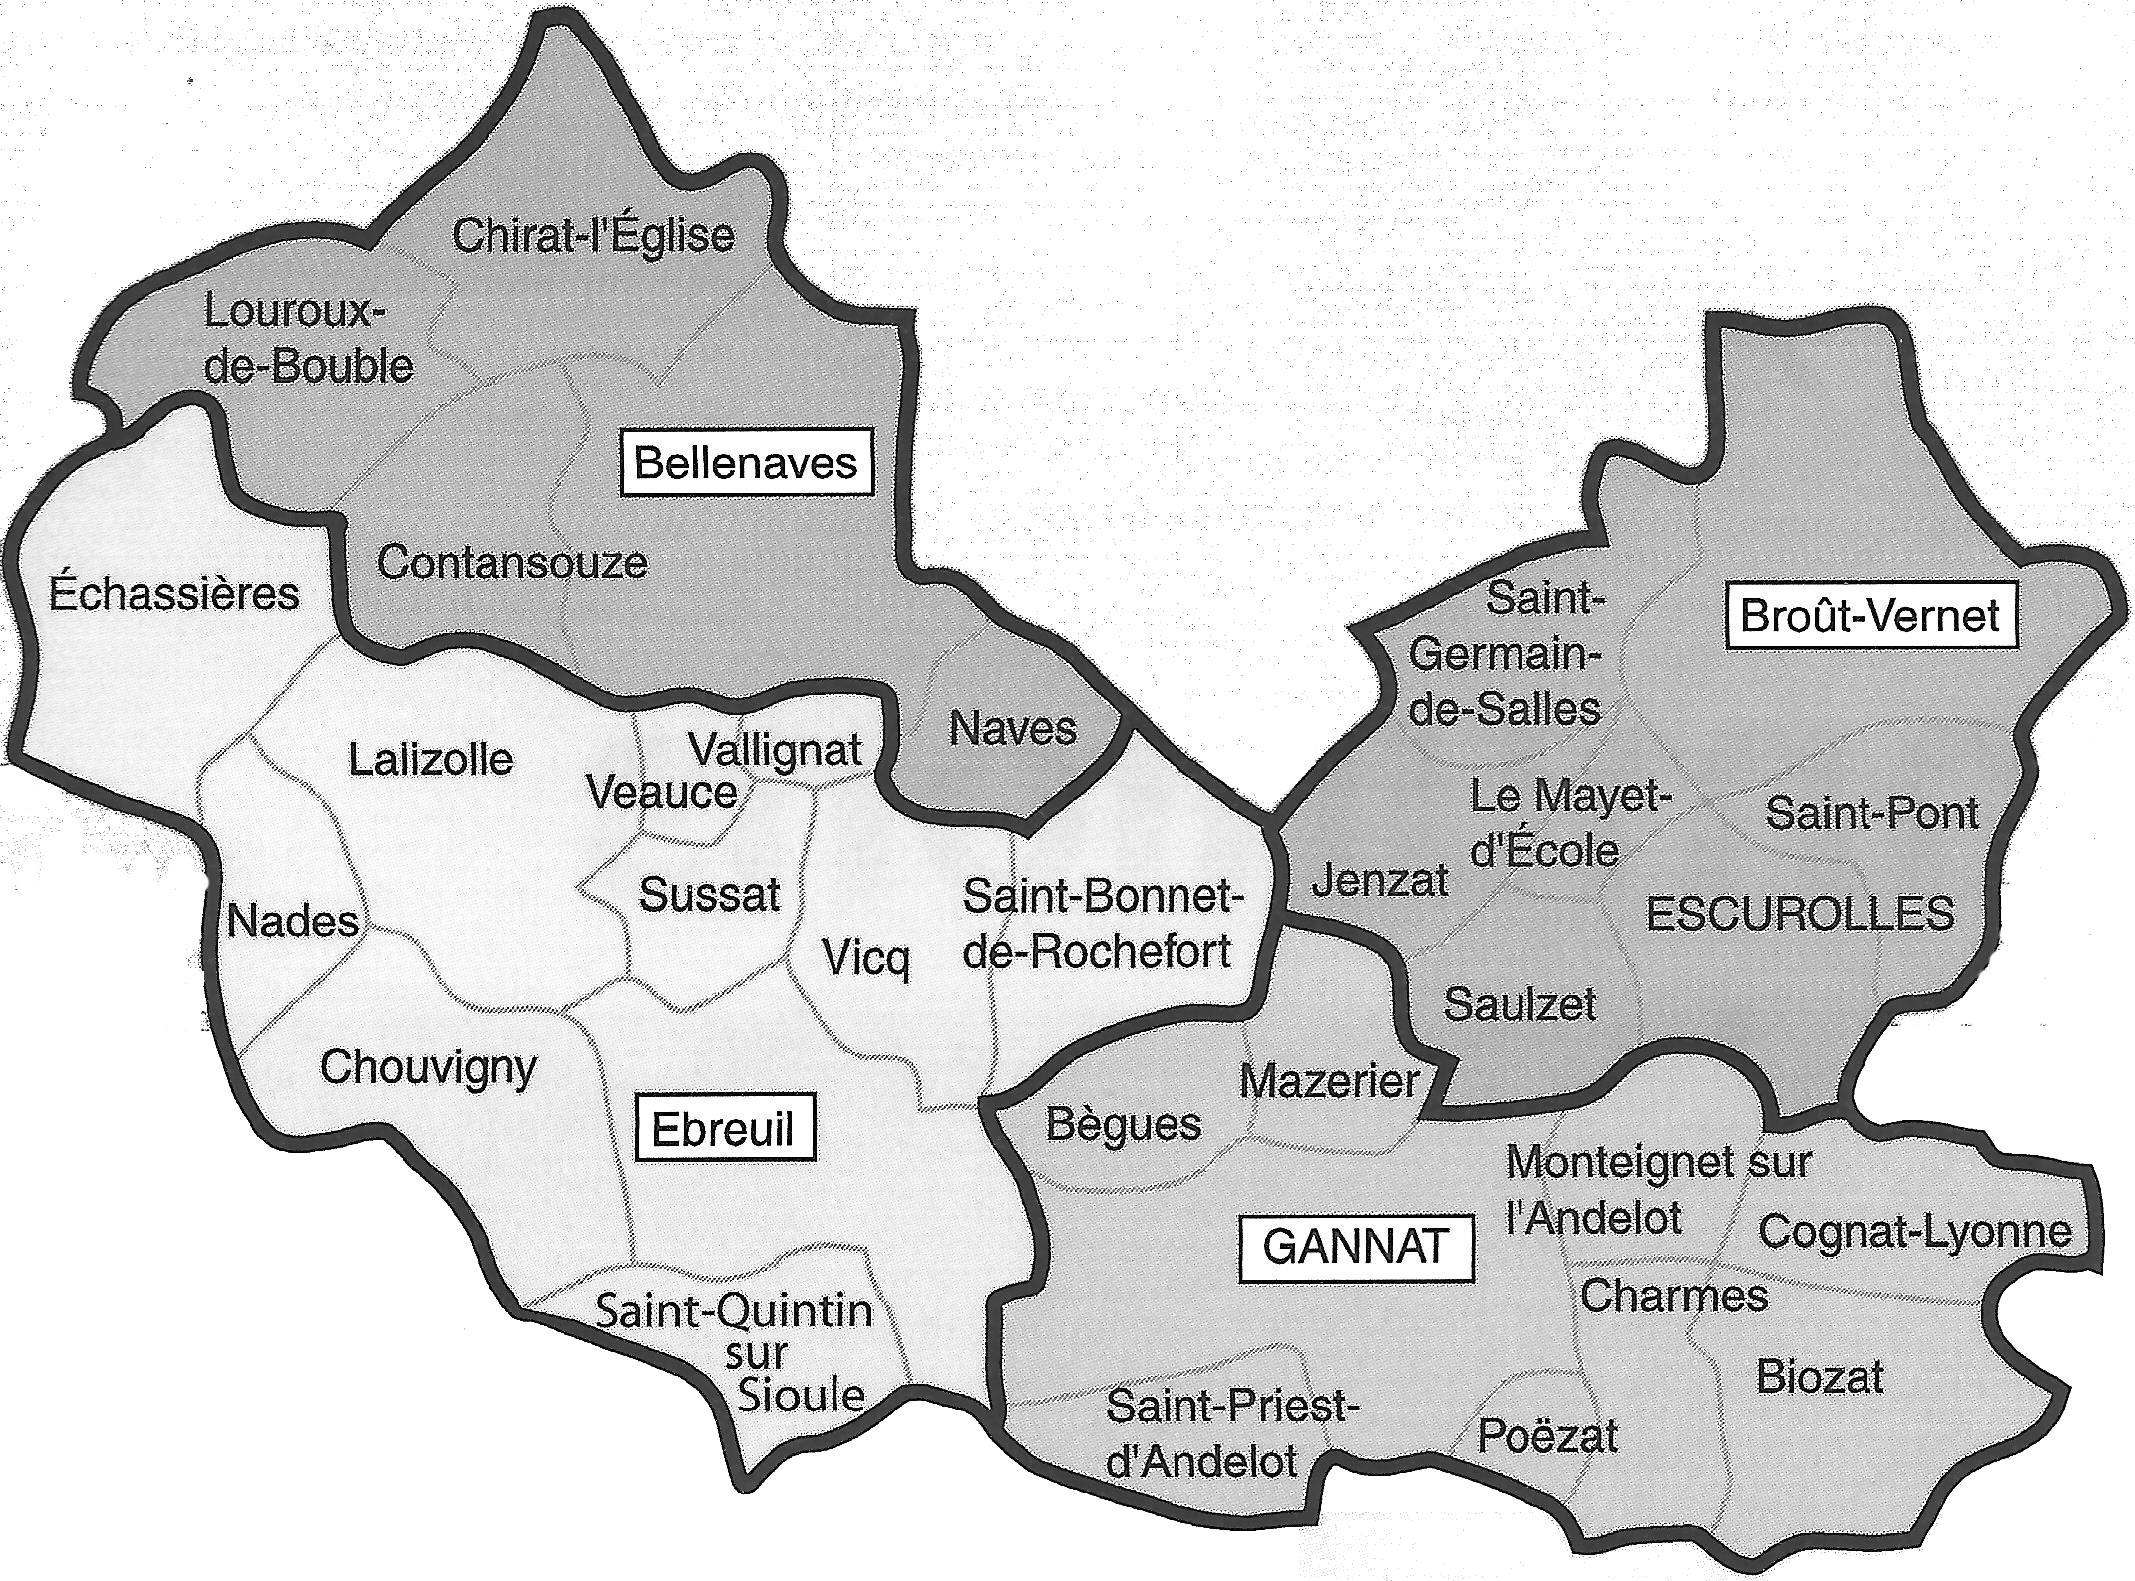 Chirat-l'Église
Louroux-
de-Bouble
Bellenaves
Contansouze
Échassières
Naves
Lalizolle
Vallignat
Veauce
Sussat
Vicq
Saint-Bonnet-
de-Rochefort
Nades
Chouvigny
Ebreuil
Saint-Quintin
sur
Sioule
Saint-
Germain-
de-Salles
Broût-Vernet
Le Mayet-
d'École
Saint-Pont
Jenzat
ESCUROLLES
Saulzet
Mazerier
Bègues
Monteignet sur
l'Andelot
GANNAT
Cognat-Lyonne
Charmes
Biozat
Saint-Priest-
d'Andelot
Poëzat